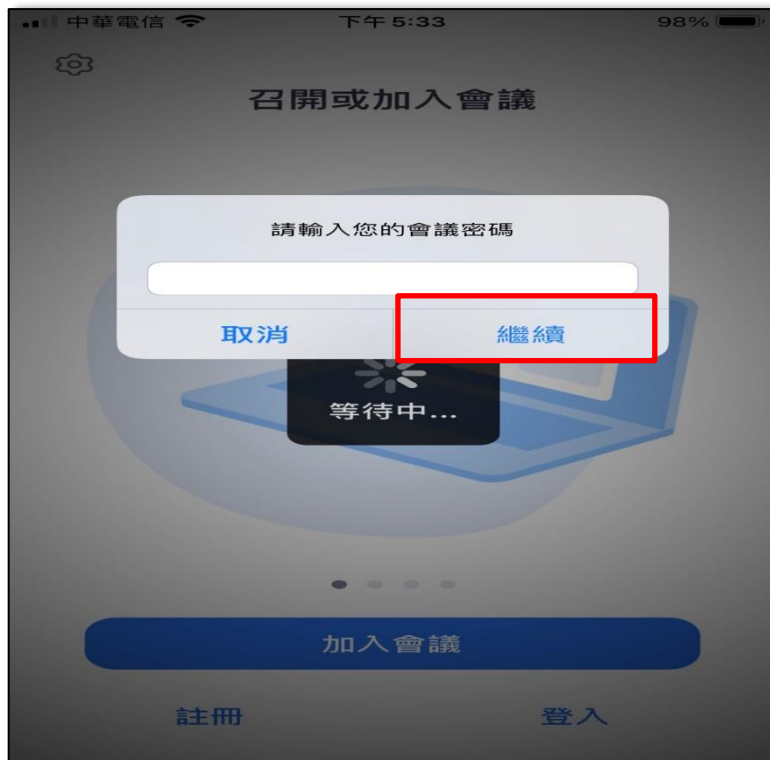 中華電信 下午 5:33 98%
召開或加入會議
請輸入您的會議密碼
取消 繼續
等待中...
加入會議
註冊 登入